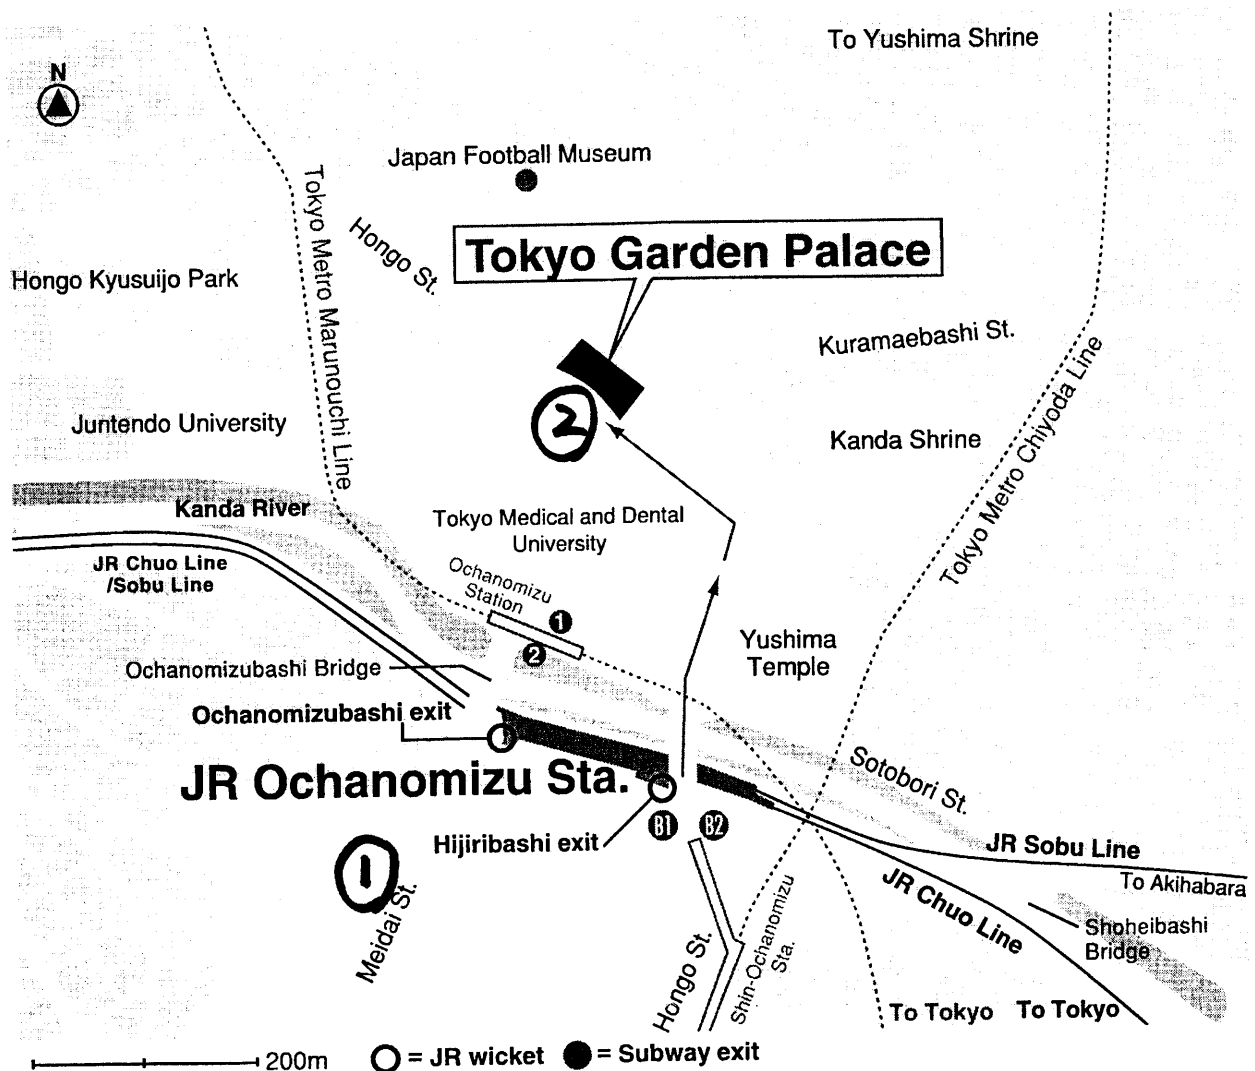 To Yushima Shrine
N
Japan Football Museum
Tokyo Metro Marunouchi Line
Hongo St.
Tokyo Garden Palace
Hongo Kyusuijo Park
Kuramaebashi St.
Tokyo Metro Chiyoda Line
2
Juntendo University
Kanda Shrine
Kanda River
Tokyo Medical and Dental
University
JR Chuo Line
/Sobu Line
Ochanomizu
Station
1
2
Yushima
Temple
Ochanomizubashi Bridge
Ochanomizubashi exit
JR Ochanomizu Sta.
Sotobori St.
Hijiribashi exit
B1
B2
JR Sobu Line
To Akihabara
1
Meidai St.
JR Chuo Line
Shoheibashi
Bridge
Hongo St.
Shin-Ochanomizu
Sta.
To Tokyo
To Tokyo
200m
= JR wicket
= Subway exit